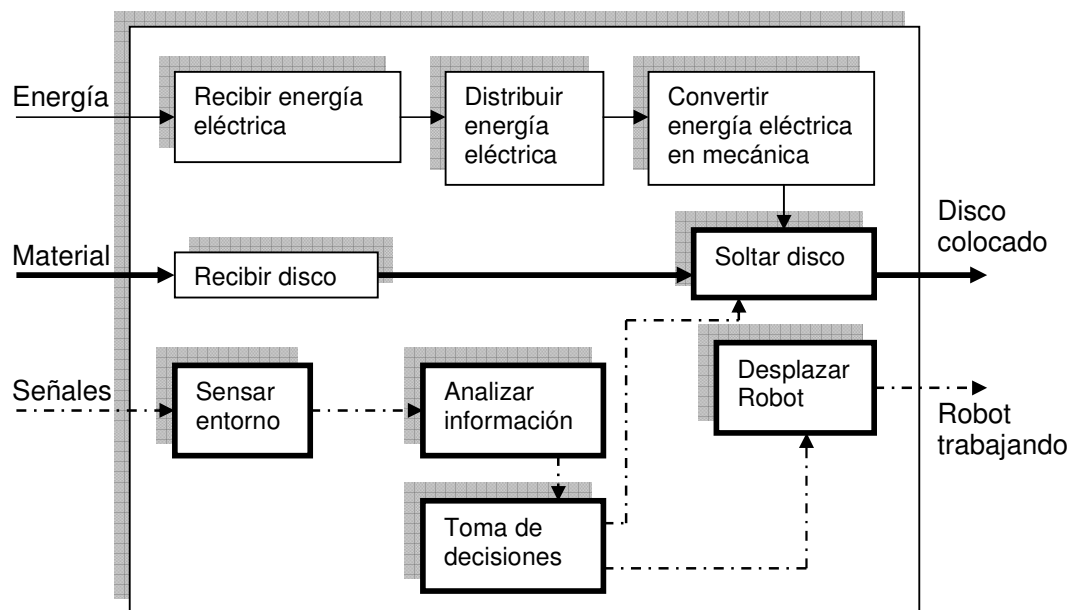 Energía
Recibir energía
eléctrica
Distribuir
energía
eléctrica
Convertir
energía eléctrica
en mecánica
Material
Recibir disco
Soltar disco
Disco
colocado
Señales
Sensar
entorno
Analizar
información
Desplazar
Robot
Robot
trabajando
Toma de
decisiones